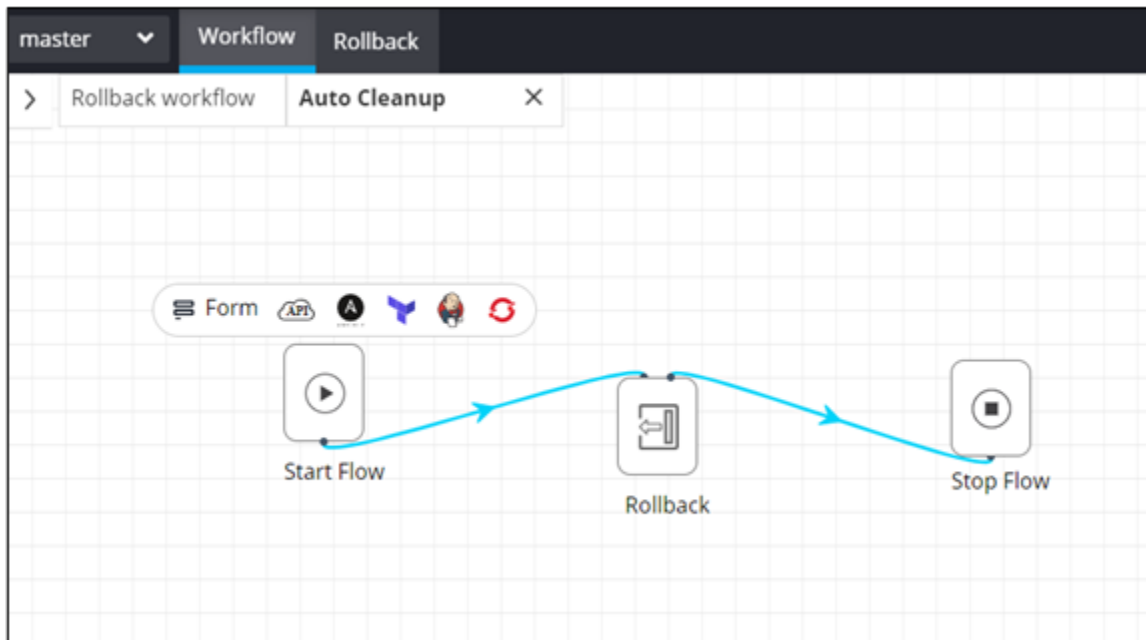 master
Workflow
Rollback
Rollback workflow
Auto Cleanup
Form
API
A
Start Flow
Rollback
Stop Flow